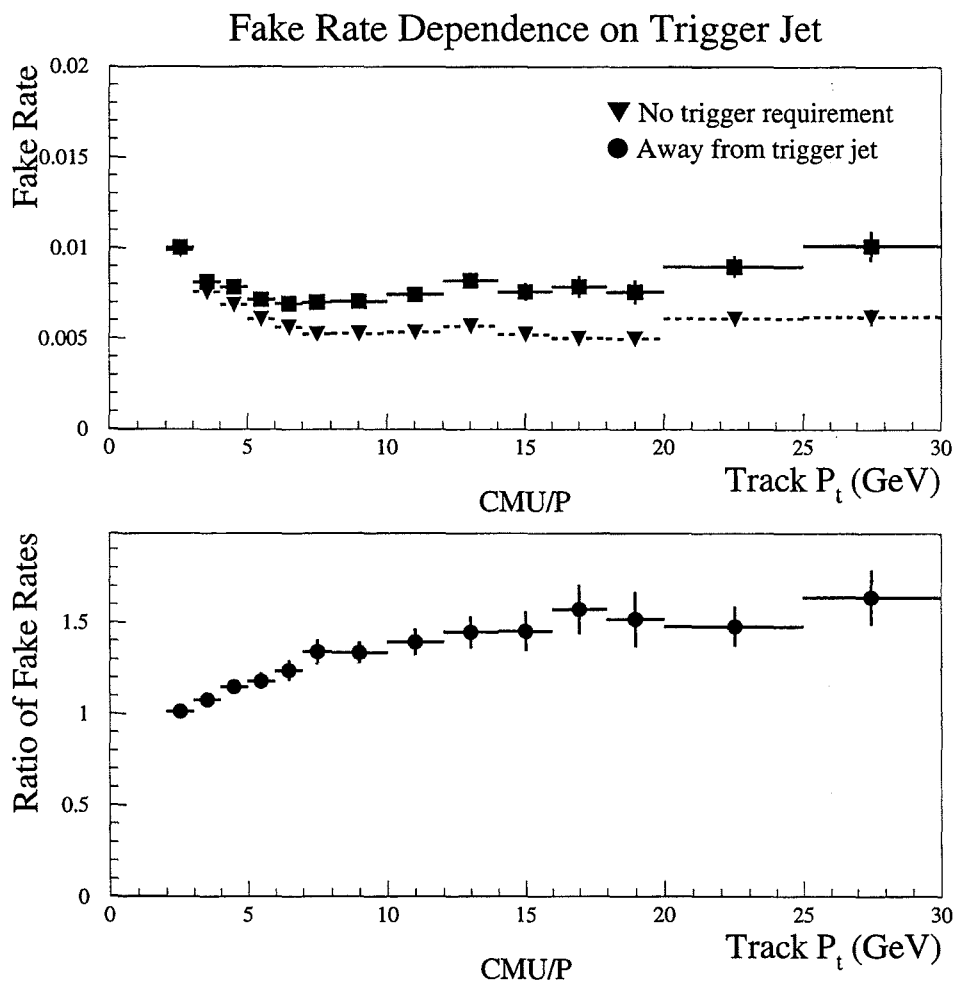 Fake Rate Dependence on Trigger Jet
Fake Rate
0.02
0.015
0.01
0.005
0
No trigger requirement
Away from trigger jet
0 5 10 15 20 25 30
Track Pt (GeV)
CMU/P
Ratio of Fake Rates
1.5
1
0.5
0
0 5 10 15 20 25 30
Track Pt (GeV)
CMU/P